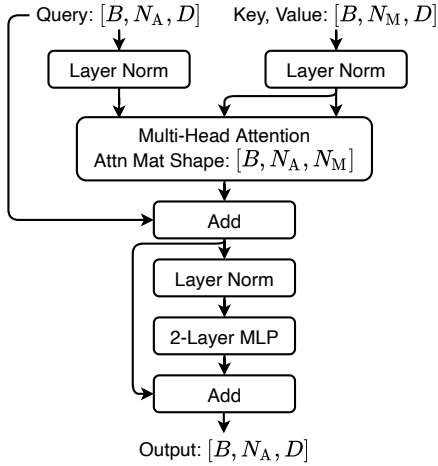 Query: [B, N_A, D]
Key, Value: [B, N_M, D]
Layer Norm
Layer Norm
Multi-Head Attention
Attn Mat Shape: [B, N_A, N_M]
Add
Layer Norm
2-Layer MLP
Add
Output: [B, N_A, D]